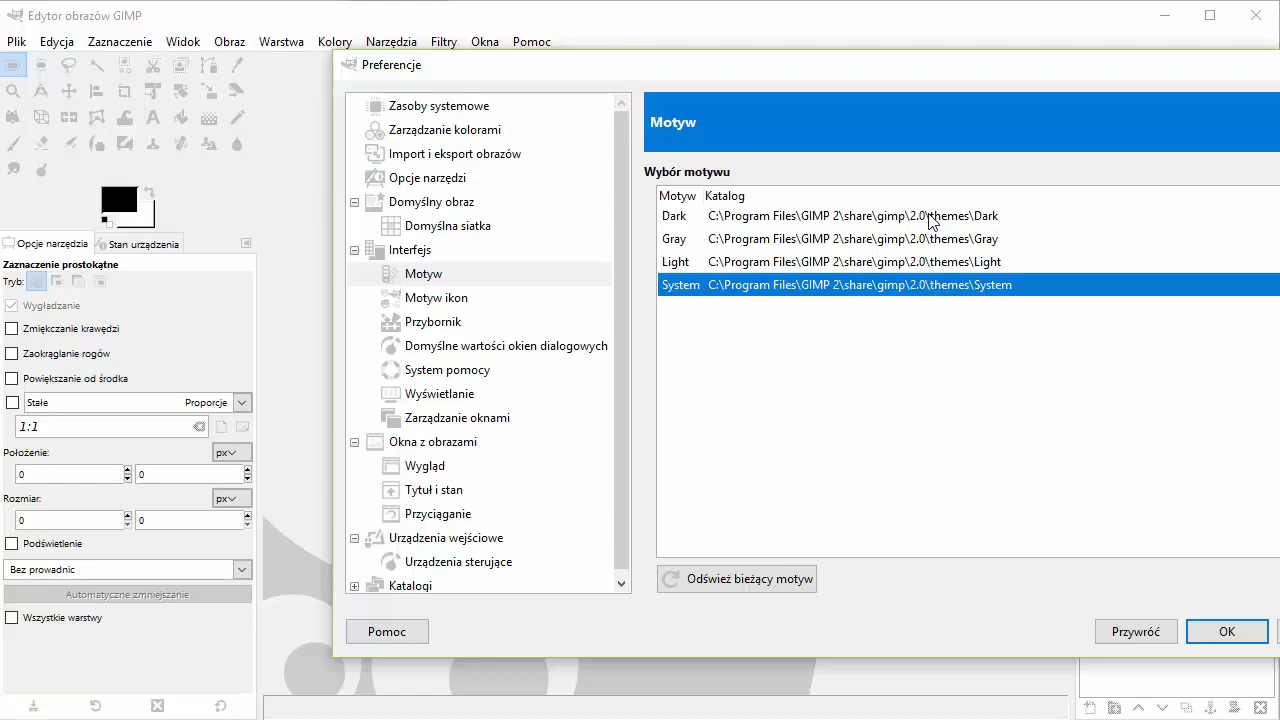 Edytor obrazów GIMP
Plik Edycja Zaznaczenie Widok Obraz Warstwa Kolory Narzędzia Filtry Okna Pomoc
Opcje narzędzi Stan urządzenia
Zaznaczenie prostokątne
Tryb:
Wygładzanie
Zmiękczanie krawędzi
Zaokrąglanie rogów
Powiększanie od środka
Stałe Proporcje
1:1
Położenie: px
0 0
Rozmiar: px
0 0
Podświetlenie
Bez prowadnic
Automatyczne zmniejszanie
Wszystkie warstwy
Preferencje
Zasoby systemowe
Zarządzanie kolorami
Import i eksport obrazów
Opcje narzędzi
Domyślny obraz
Domyślna siatka
Interfejs
Motyw
Motyw ikon
Przybornik
Domyślne wartości okien dialogowych
System pomocy
Wyświetlanie
Zarządzanie oknami
Okna z obrazami
Wygląd
Tytuł i stan
Przyciąganie
Urządzenia wejściowe
Urządzenia sterujące
Katalogi
Motyw
Wybór motywu
Motyw Katalog
Dark C:\Program Files\GIMP 2\share\gimp\2.0\themes\Dark
Gray C:\Program Files\GIMP 2\share\gimp\2.0\themes\Gray
Light C:\Program Files\GIMP 2\share\gimp\2.0\themes\Light
System C:\Program Files\GIMP 2\share\gimp\2.0\themes\System
Odśwież bieżący motyw
Pomoc Przywróć OK